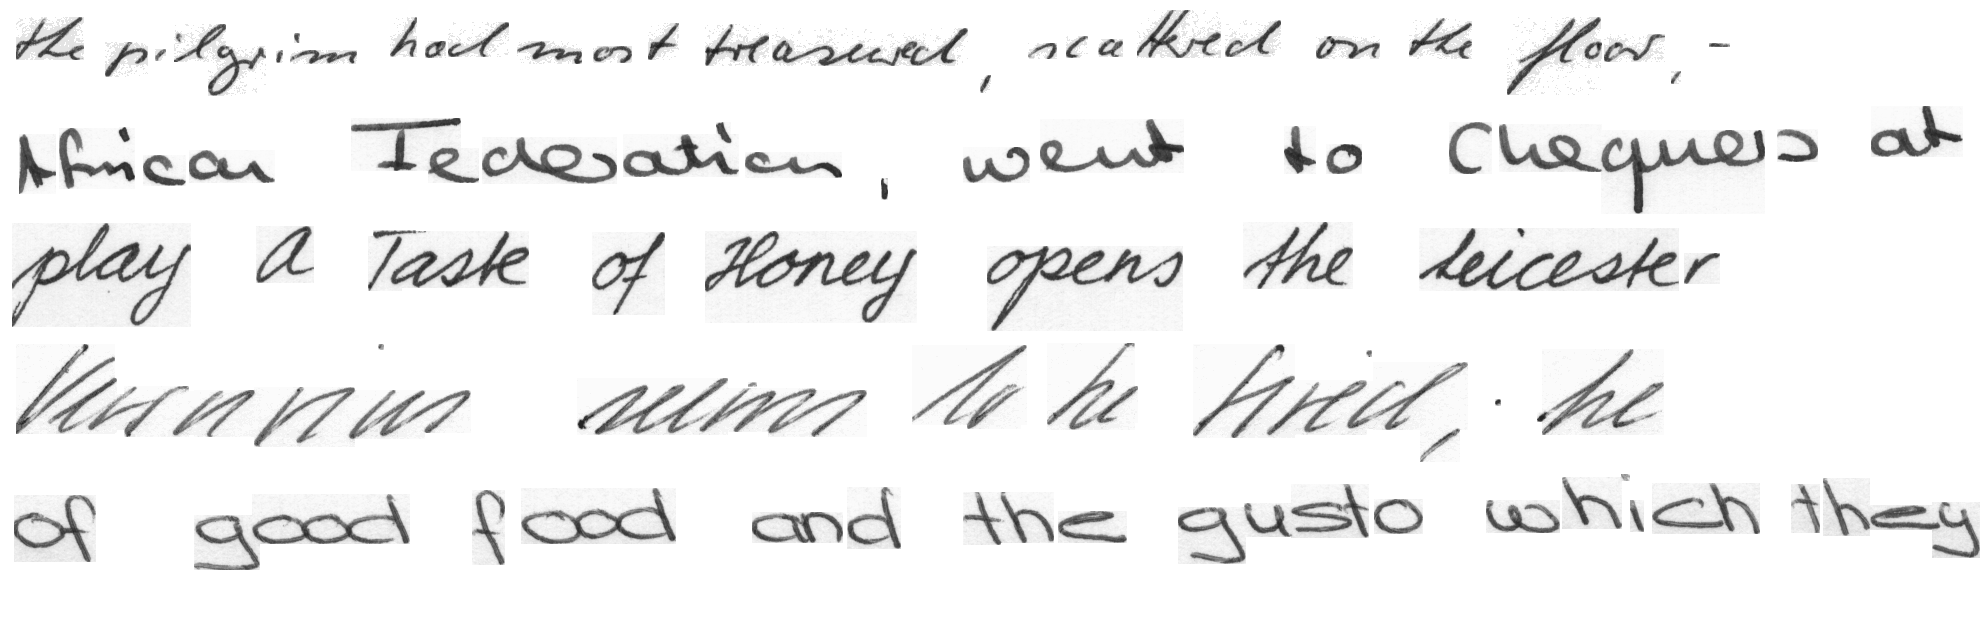 the pilgrim had most treasured, scattered on the floor, -
African Federation, went to Chequers at
play A Taste of Honey opens the Leicester
seems to be tired, he
of good food and the gusto which they